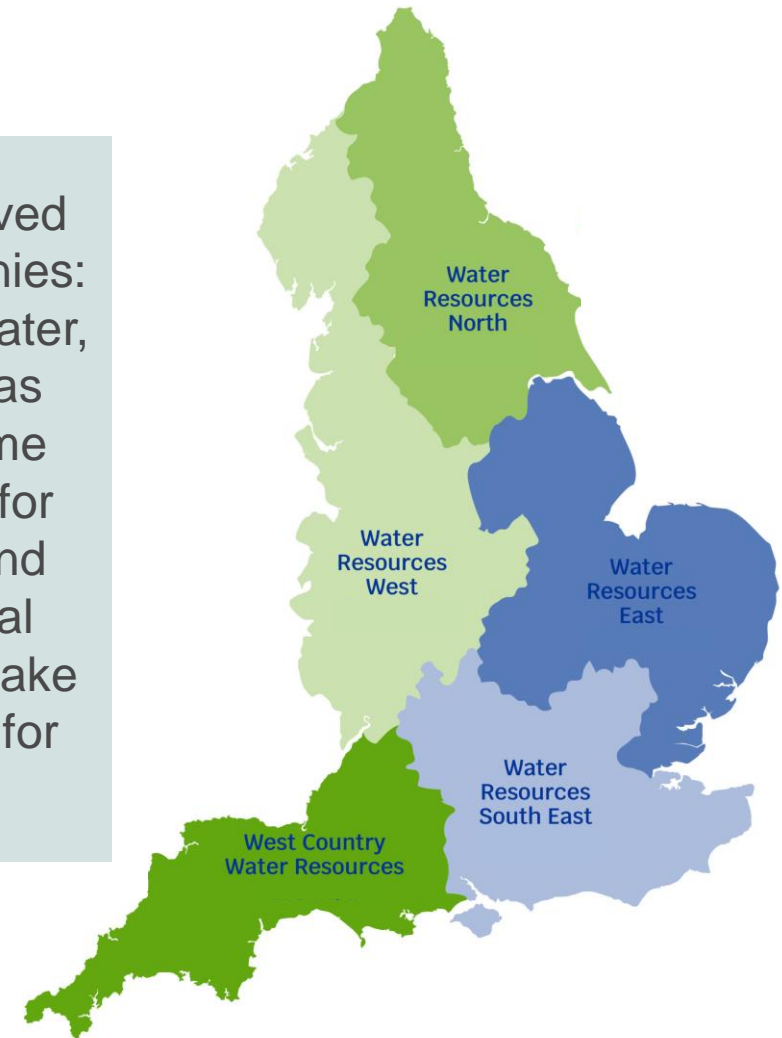 ved
nies:
ater,
as
me
for
nd
al
ake
for
Water
Resources
North
Water
Resources
West
Water
Resources
East
Water
Resources
South East
West Country
Water Resources